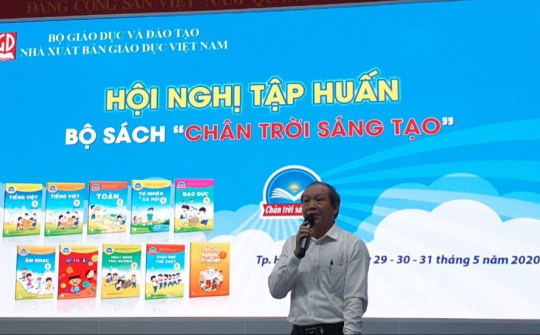 ĐẢNG CỘNG SẢN VIỆT NAM
BỘ GIÁO DỤC VÀ ĐÀO TẠO
NHÀ XUẤT BẢN GIÁO DỤC VIỆT NAM
HỘI NGHỊ TẬP HUẤN
BỘ SÁCH “CHÂN TRỜI SÁNG TẠO”
TIẾNG VIỆT
TIẾNG VIỆT
TOÁN
TỰ NHIÊN & XÃ HỘI
ĐẠO ĐỨC
Chân trời sá
ÂM NHẠC
HOẠT ĐỘNG TRẢI NGHIỆM
GIÁO DỤC THỂ CHẤT
Tp. H
29 - 30 - 31 tháng 5 năm 2020